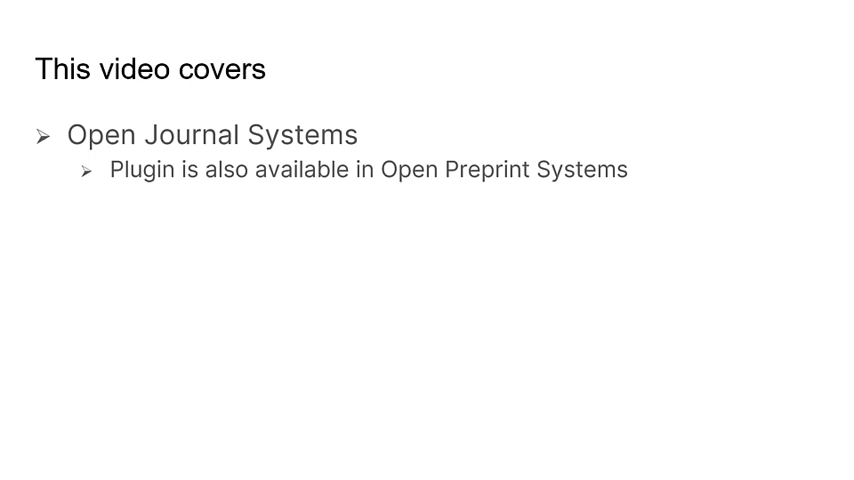 This video covers
➢ Open Journal Systems
➢ Plugin is also available in Open Preprint Systems